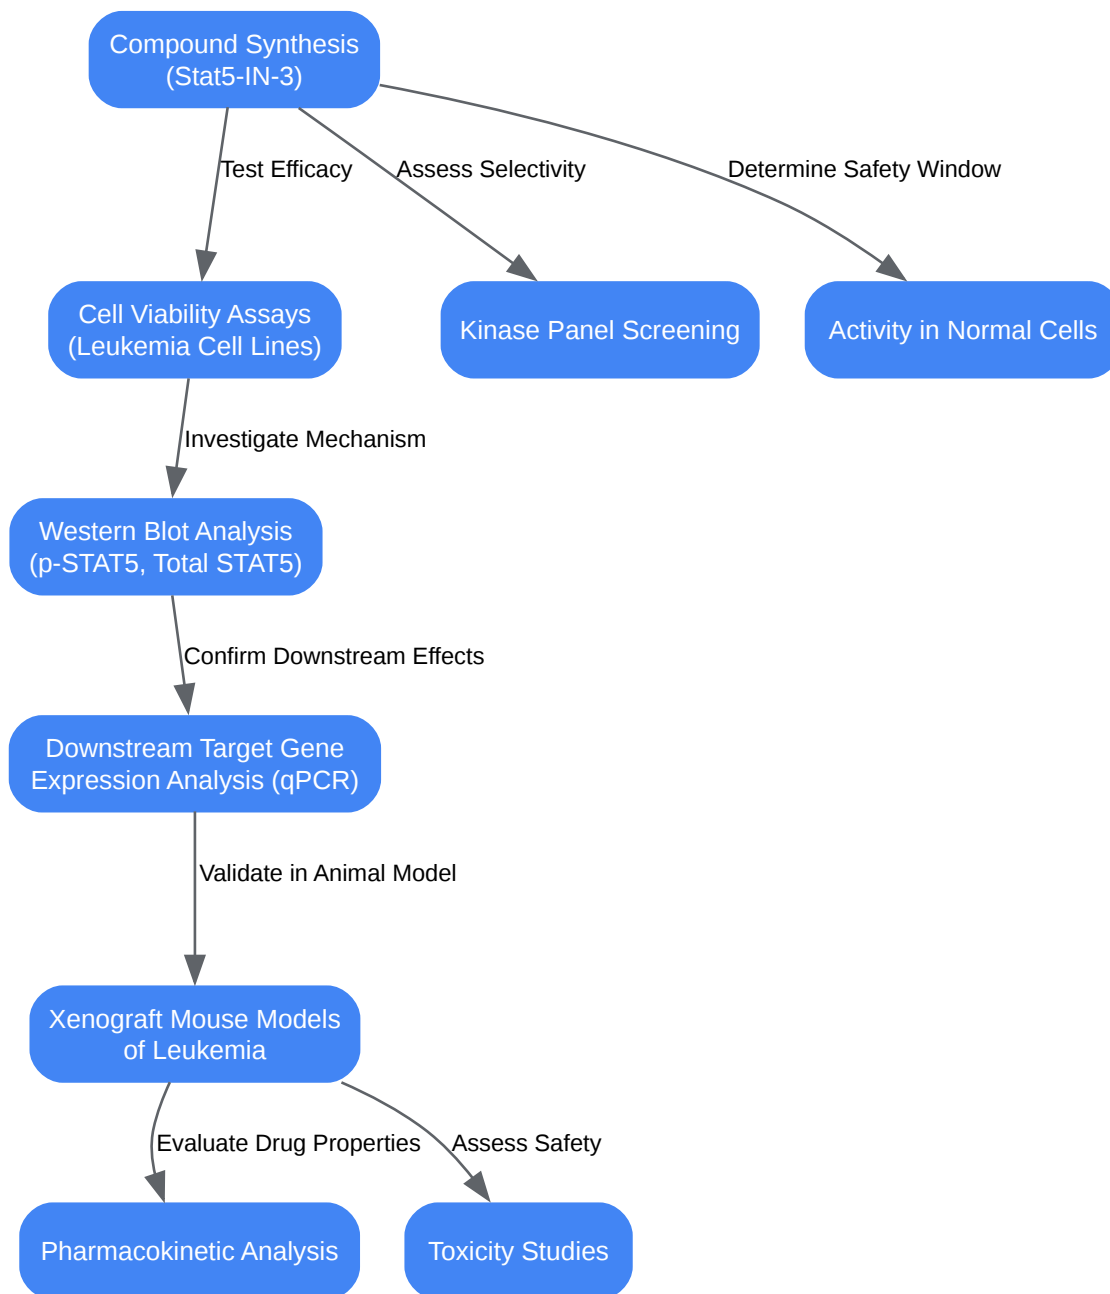 Compound Synthesis
(Stat5-IN-3)
Test Efficacy
Assess Selectivity
Determine Safety Window
Cell Viability Assays
(Leukemia Cell Lines)
Kinase Panel Screening
Activity in Normal Cells
Investigate Mechanism
Western Blot Analysis
(p-STAT5, Total STAT5)
Confirm Downstream Effects
Downstream Target Gene
Expression Analysis (qPCR)
Validate in Animal Model
Xenograft Mouse Models
of Leukemia
Evaluate Drug Properties
Assess Safety
Pharmacokinetic Analysis
Toxicity Studies